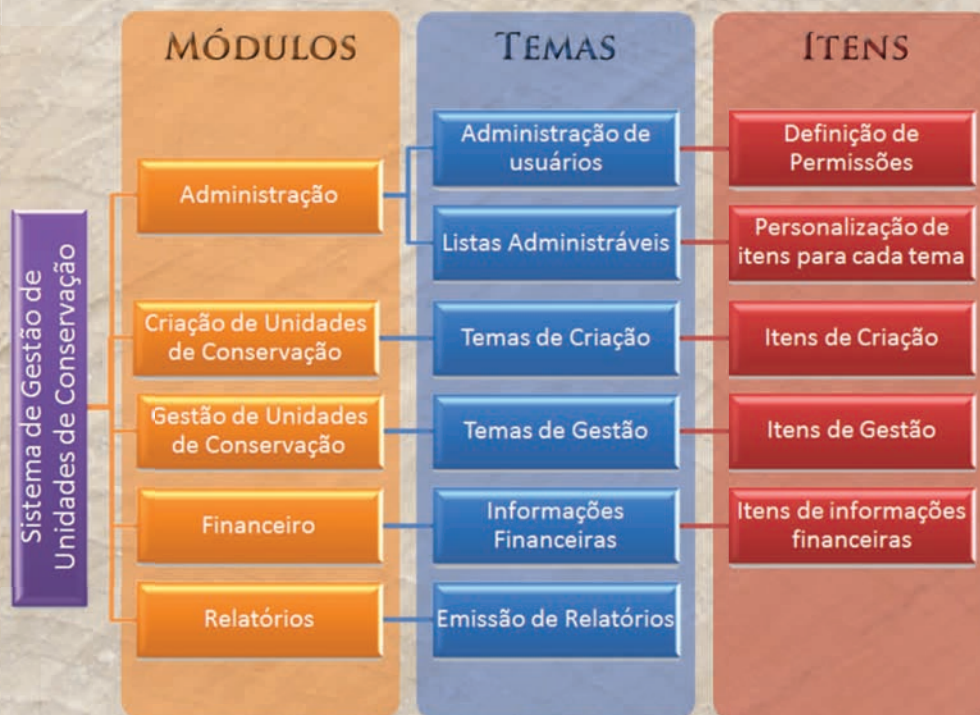 MÓDULOS
TEMAS
ITENS
Sistema de Gestão de
Unidades de Conservação
Administração
Administração de
usuários
Definição de
Permissões
Listas Administráveis
Personalização de
itens para cada tema
Criação de Unidades
de Conservação
Temas de Criação
Itens de Criação
Gestão de Unidades
de Conservação
Temas de Gestão
Itens de Gestão
Financeiro
Informações
Financeiras
Itens de informações
financeiras
Relatórios
Emissão de Relatórios